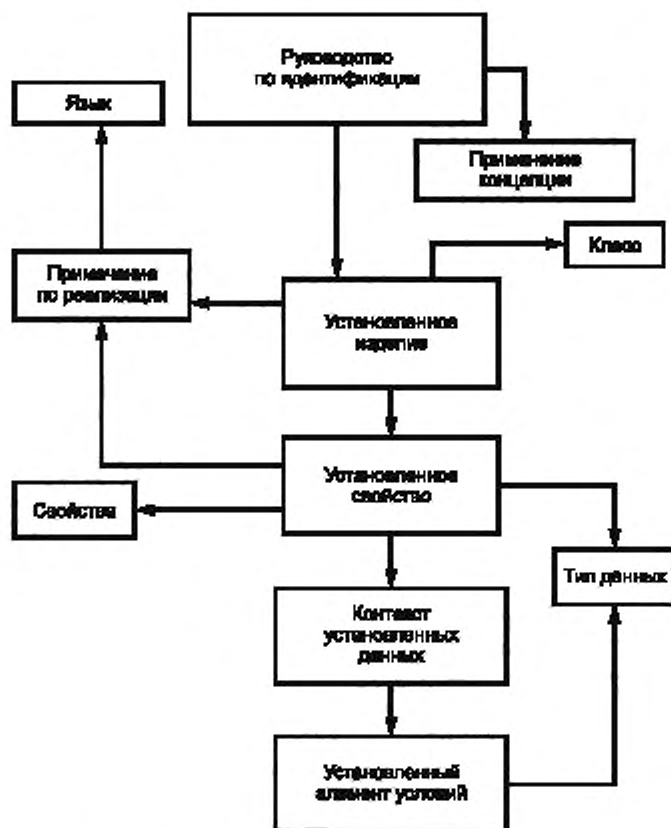 Руководство
по идентификации
Язык
Применение
концепции
Класс
Примечание
по реализации
Установленное
изделие
Установленное
свойство
Свойства
Тип данных
Контекст
установленных
данных
Установленный
элемент условий